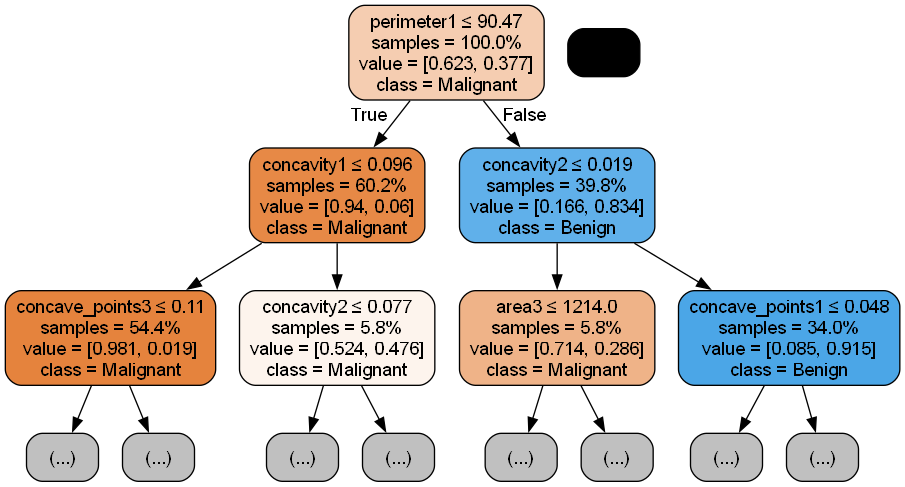 perimeter1 ≤ 90.47
samples = 100.0%
value = [0.623, 0.377]
class = Malignant
True
False
concavity1 ≤ 0.096
samples = 60.2%
value = [0.94, 0.06]
class = Malignant
concavity2 ≤ 0.019
samples = 39.8%
value = [0.166, 0.834]
class = Benign
concave_points3 ≤ 0.11
samples = 54.4%
value = [0.981, 0.019]
class = Malignant
concavity2 ≤ 0.077
samples = 5.8%
value = [0.524, 0.476]
class = Malignant
area3 ≤ 1214.0
samples = 5.8%
value = [0.714, 0.286]
class = Malignant
concave_points1 ≤ 0.048
samples = 34.0%
value = [0.085, 0.915]
class = Benign
(...)
(...)
(...)
(...)
(...)
(...)
(...)
(...)